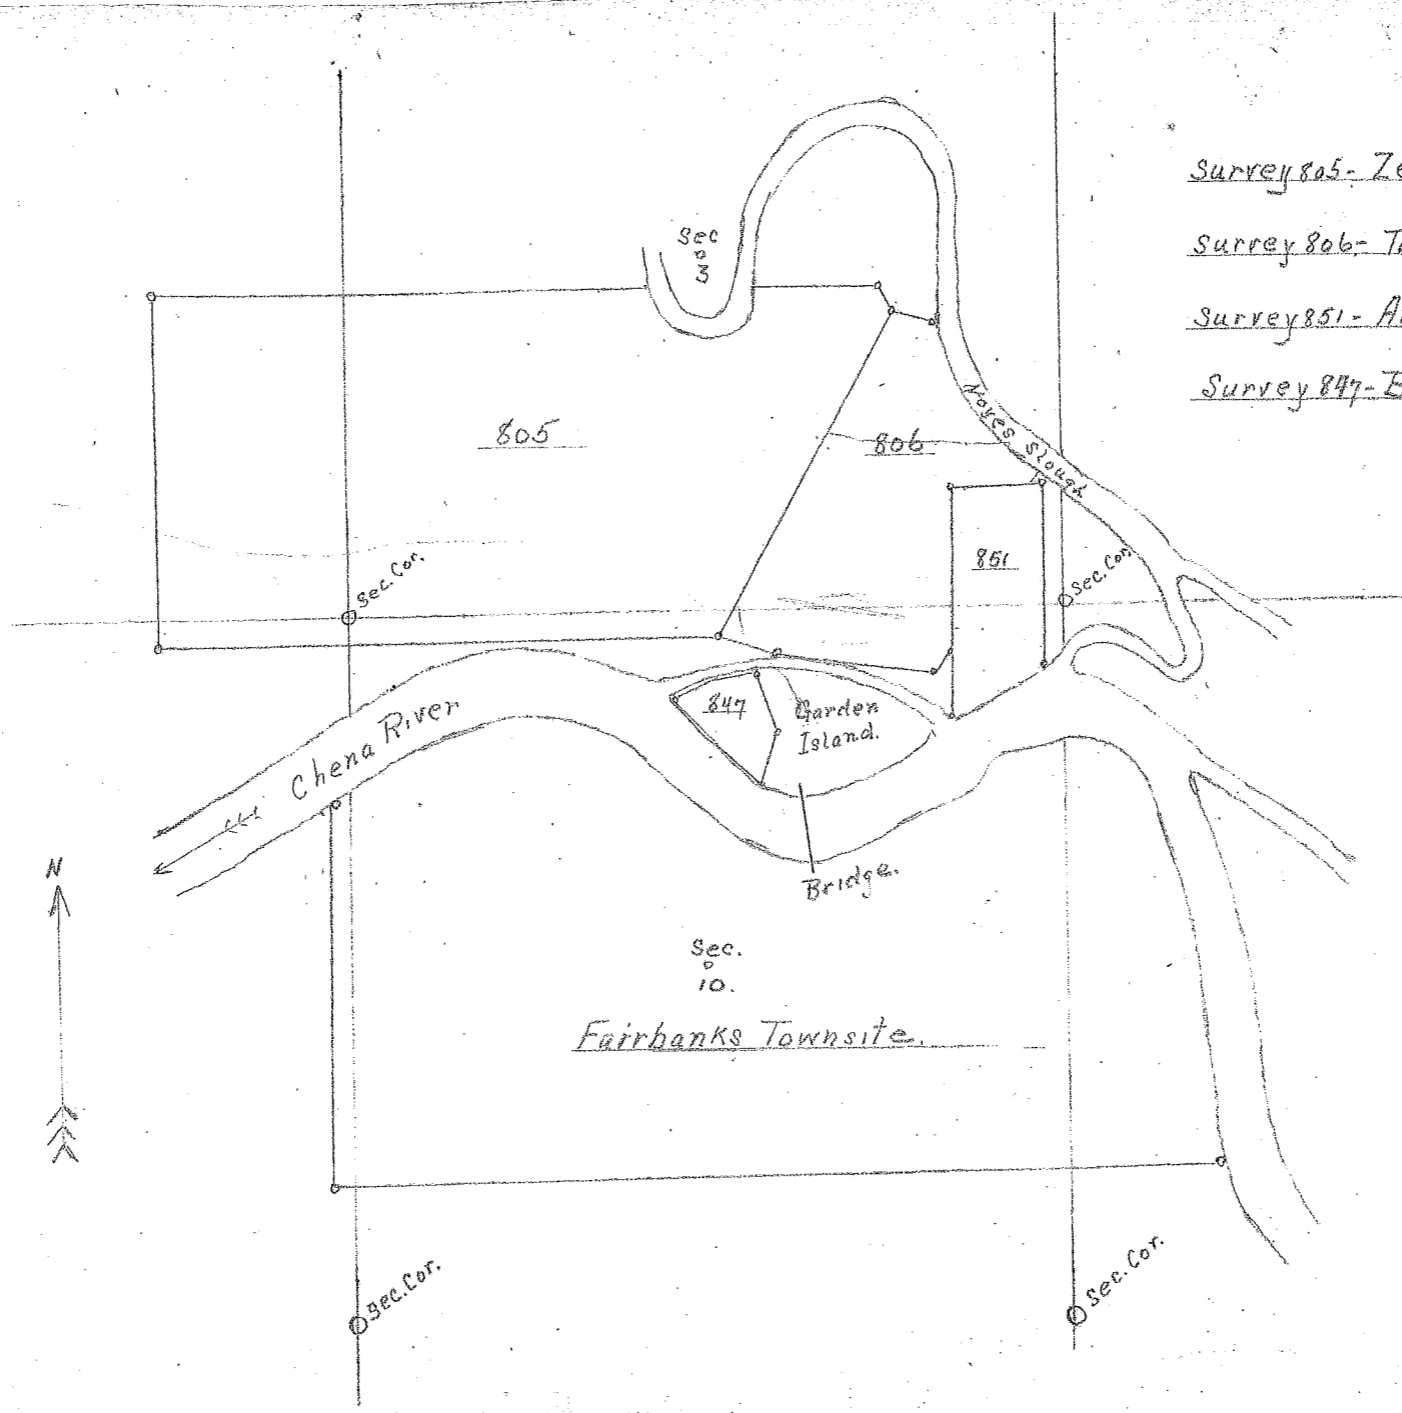 Survey 805-
Survey 806-
Survey 851-
Survey 847-
Sec
3
805
806
Noyes Slough
851
Sec. Cor.
Sec. Cor.
847
Garden
Island.
Chena River
Bridge.
N
Sec.
10.
Fairbanks Townsite.
Sec. Cor.
Sec. Cor.